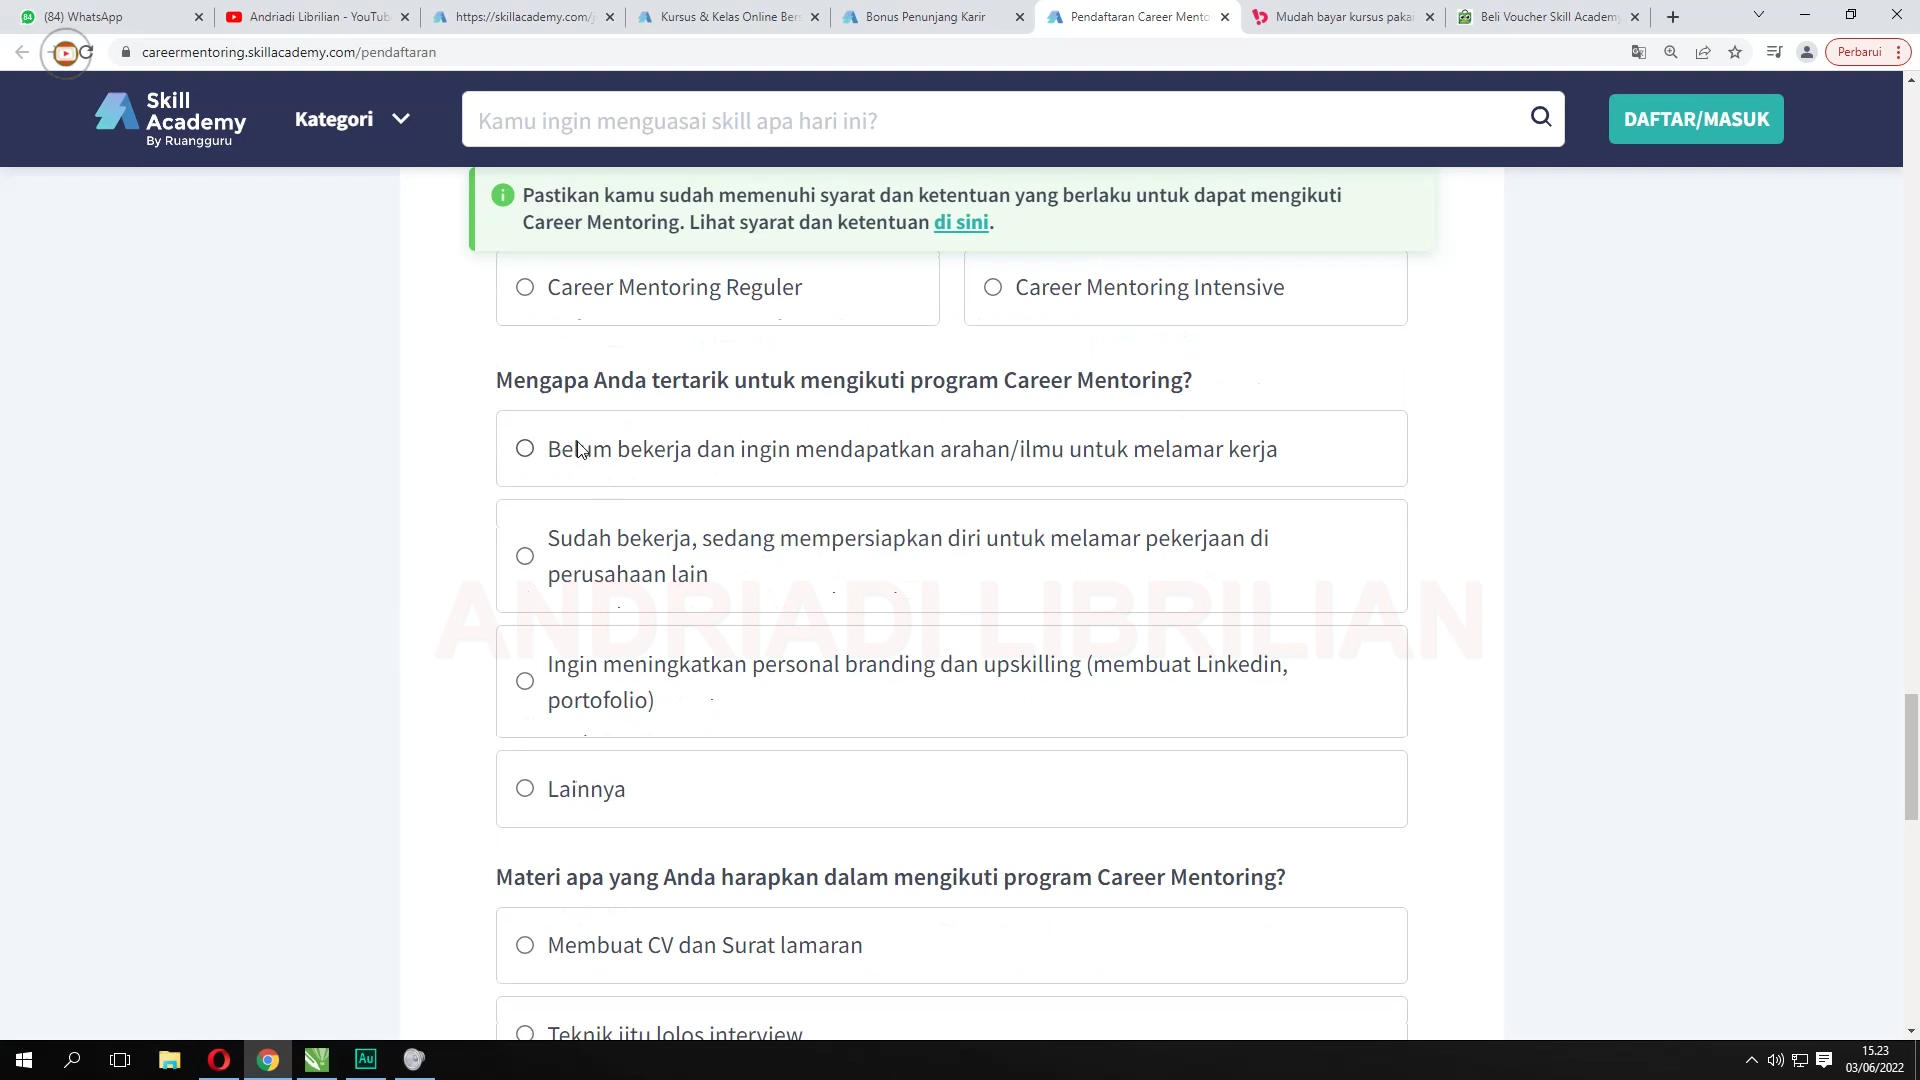 (84) WhatsApp
Andriadi Librilian - YouTub
https://skillacademy.com/j
Kursus & Kelas Online Bers
Bonus Penunjang Karir
Pendaftaran Career Mento
Mudah bayar kursus pakai
Beli Voucher Skill Academy
careermentoring.skillacademy.com/pendaftaran
Perbarui
Skill
Academy
By Ruangguru
Kategori
Kamu ingin menguasai skill apa hari ini?
DAFTAR/MASUK
Pastikan kamu sudah memenuhi syarat dan ketentuan yang berlaku untuk dapat mengikuti
Career Mentoring. Lihat syarat dan ketentuan di sini.
Career Mentoring Reguler
Career Mentoring Intensive
Mengapa Anda tertarik untuk mengikuti program Career Mentoring?
Belum bekerja dan ingin mendapatkan arahan/ilmu untuk melamar kerja
Sudah bekerja, sedang mempersiapkan diri untuk melamar pekerjaan di
perusahaan lain
ANDRIADI LIBRILIAN
Ingin meningkatkan personal branding dan upskilling (membuat Linkedin,
portofolio)
Lainnya
Materi apa yang Anda harapkan dalam mengikuti program Career Mentoring?
Membuat CV dan Surat lamaran
Teknik jitu lolos interview
Au
15.23
03/06/2022